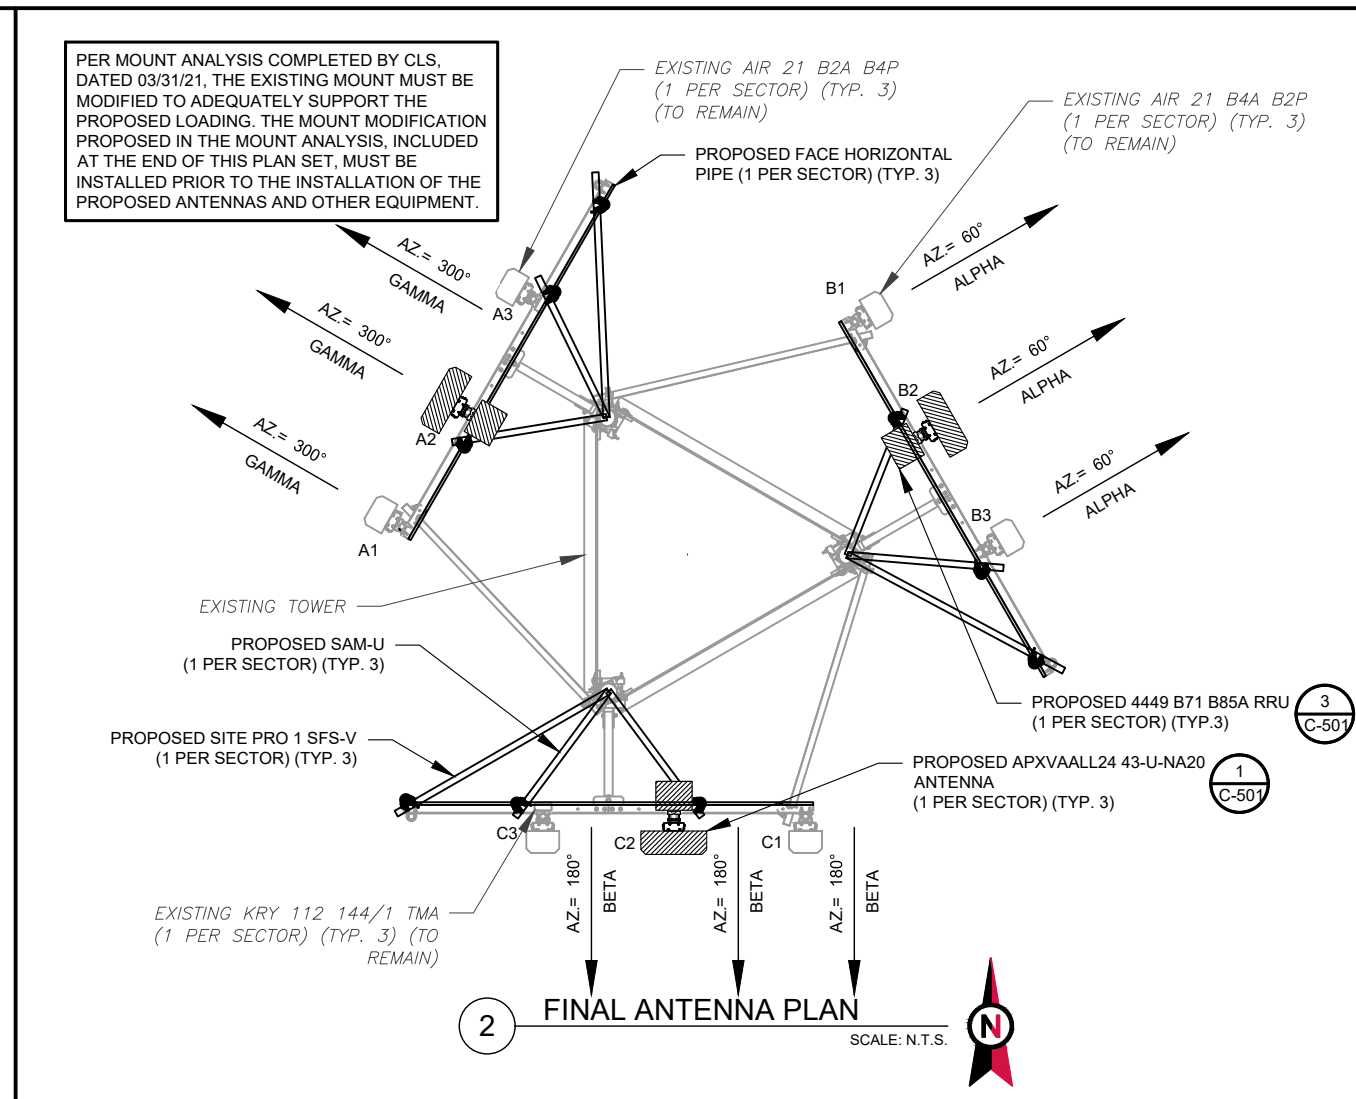 PER MOUNT ANALYSIS COMPLETED BY CLS,
DATED 03/31/21, THE EXISTING MOUNT MUST BE
MODIFIED TO ADEQUATELY SUPPORT THE
PROPOSED LOADING. THE MOUNT MODIFICATION
PROPOSED IN THE MOUNT ANALYSIS, INCLUDED
AT THE END OF THIS PLAN SET, MUST BE
INSTALLED PRIOR TO THE INSTALLATION OF THE
PROPOSED ANTENNAS AND OTHER EQUIPMENT.
EXISTING AIR 21 B2A B4P
(1 PER SECTOR) (TYP. 3)
(TO REMAIN)
EXISTING AIR 21 B4A B2P
(1 PER SECTOR) (TYP. 3)
(TO REMAIN)
PROPOSED FACE HORIZONTAL
PIPE (1 PER SECTOR) (TYP. 3)
AZ.= 300°
GAMMA
AZ.= 300°
GAMMA
AZ.= 300°
GAMMA
A3
A2
A1
AZ.= 60°
ALPHA
AZ.= 60°
ALPHA
AZ.= 60°
ALPHA
B1
B2
B3
EXISTING TOWER
PROPOSED SAM-U
(1 PER SECTOR) (TYP. 3)
PROPOSED SITE PRO 1 SFS-V
(1 PER SECTOR) (TYP. 3)
PROPOSED 4449 B71 B85A RRU
(1 PER SECTOR) (TYP.3)
3
C-501
PROPOSED APXVAALL24 43-U-NA20
ANTENNA
(1 PER SECTOR) (TYP. 3)
1
C-501
C3
C2
C1
AZ.= 180°
BETA
AZ.= 180°
BETA
AZ.= 180°
BETA
EXISTING KRY 112 144/1 TMA
(1 PER SECTOR) (TYP. 3) (TO
REMAIN)
2
FINAL ANTENNA PLAN
SCALE: N.T.S.
N